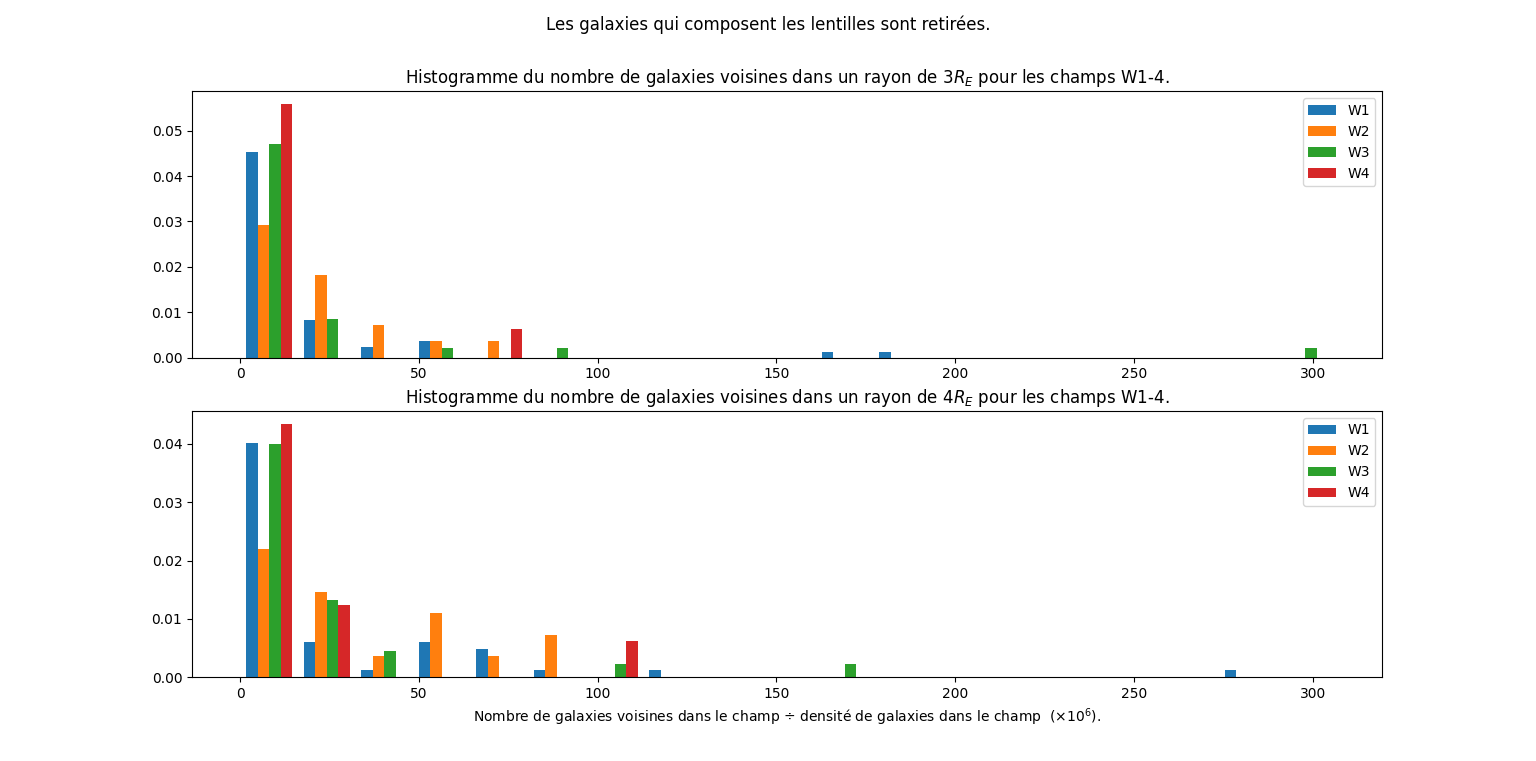 Les galaxies qui composent les lentilles sont retirées.
Histogramme du nombre de galaxies voisines dans un rayon de 3R_E pour les champs W1-4.
0.05
0.04
0.03
0.02
0.01
0.00
W1
W2
W3
W4
0 50 100 150 200 250 300
Histogramme du nombre de galaxies voisines dans un rayon de 4R_E pour les champs W1-4.
0.04
0.03
0.02
0.01
0.00
W1
W2
W3
W4
0 50 100 150 200 250 300
Nombre de galaxies voisines dans le champ ÷ densité de galaxies dans le champ (×10⁶).